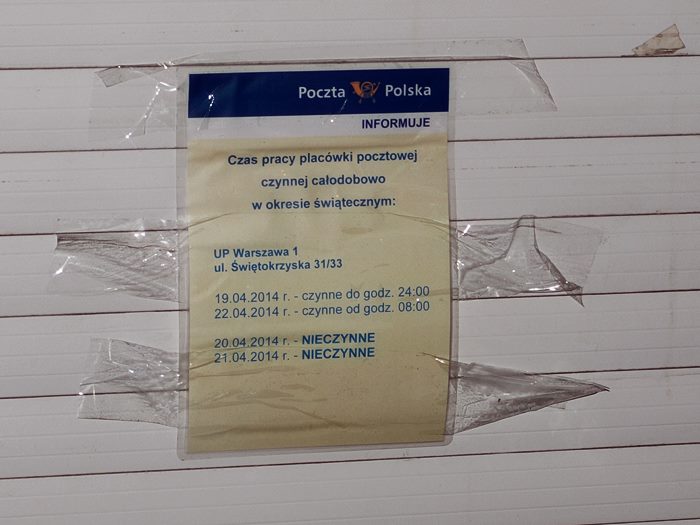 Poczta Polska
INFORMUJE
Czas pracy placówki pocztowej
czynnej całodobowo
w okresie świątecznym:
UP Warszawa 1
ul. Świętokrzyska 31/33
19.04.2014 r. - czynne do godz. 24:00
22.04.2014 r. - czynne od godz. 08:00
20.04.2014 r. - NIECZYNNE
21.04.2014 r. - NIECZYNNE